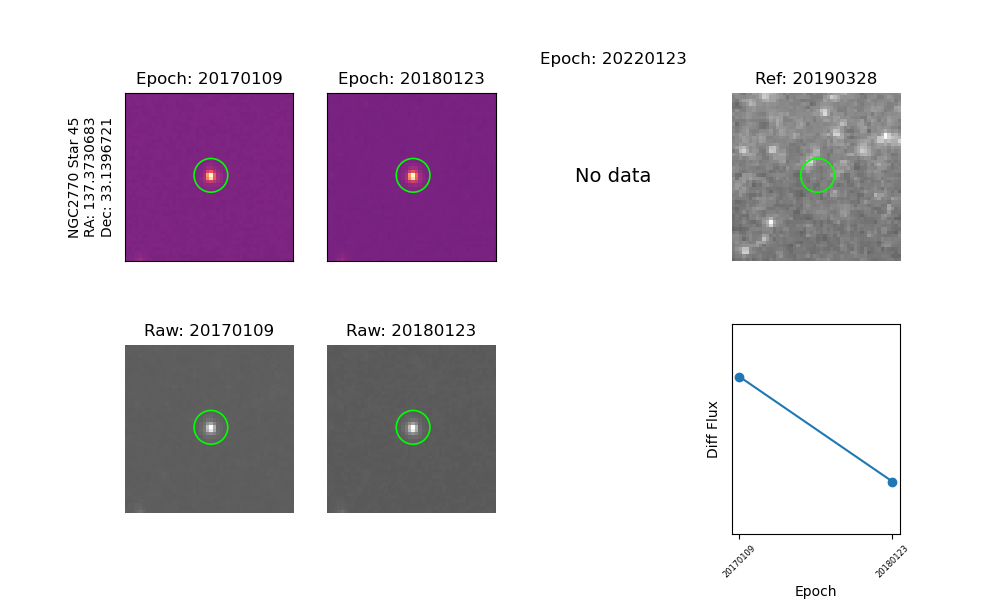 Epoch: 20220123
Epoch: 20170109
Epoch: 20180123
Ref: 20190328
NGC2770 Star 45
RA: 137.3730683
Dec: 33.1396721
No data
Raw: 20170109
Raw: 20180123
Diff Flux
20170109
20180123
Epoch